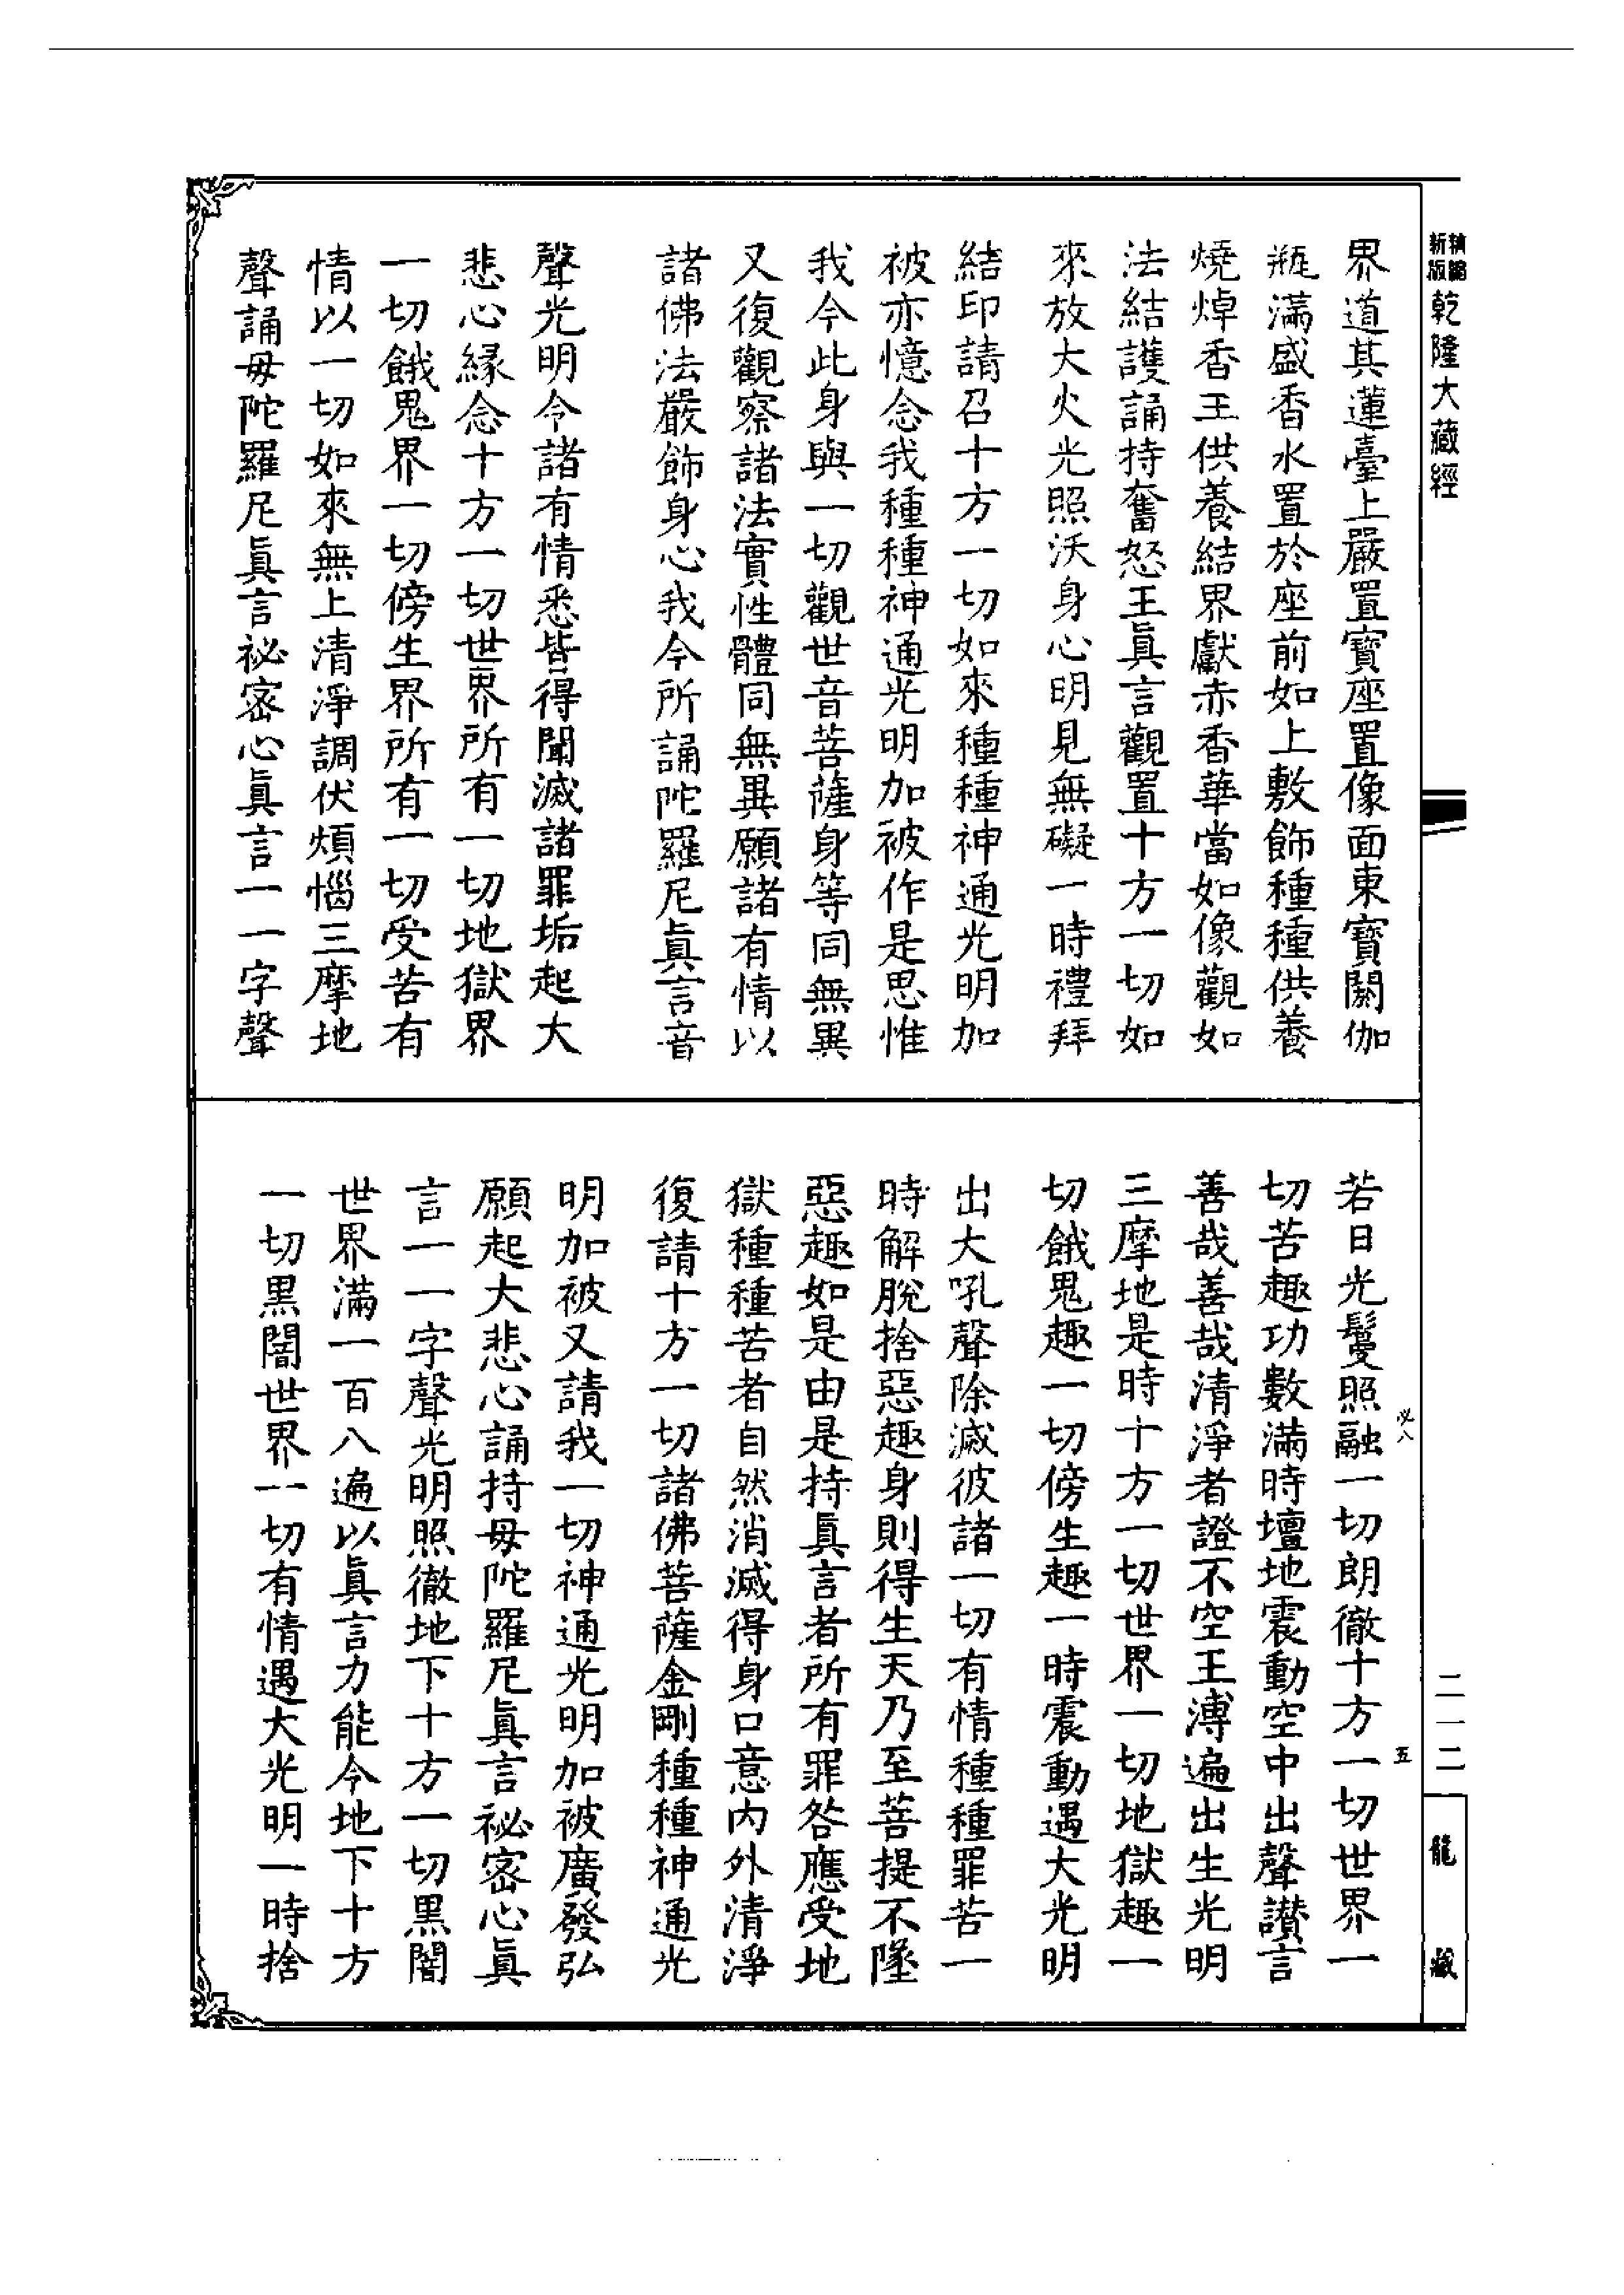 新版精縮乾隆大藏經
界道其蓮臺上嚴置寶座置像面東寶閼伽
瓶滿盛香水置於座前如上敷飾種種供養
燒焯香王供養結界獻赤香華當如像觀如
法結護誦持奮怒王眞言觀置十方一切如
來放大火光照沃身心明見無礙一時禮拜
結印請召十方一切如來種種神通光明加
被亦憶念我種種神通光明加被作是思惟
我今此身與一切觀世音菩薩身等同無異
又復觀察諸法實性體同無異願諸有情以
諸佛法嚴飾身心我今所誦陀羅尼眞言音
聲光明令諸有情悉皆得聞滅諸罪垢起大
悲心緣念十方一切世界所有一切地獄界
一切餓鬼界一切傍生界所有一切受苦有
情以一切如來無上清淨調伏煩惱三摩地
聲誦母陀羅尼眞言祕密心眞言一一字聲
若日光鬘照融一切朗徹十方一切世界一
切苦趣功數滿時壇地震動空中出聲讚言
善哉善哉清淨者證不空王溥遍出生光明
三摩地是時十方一切世界一切地獄趣一
切餓鬼趣一切傍生趣一時震動遇大光明
出大吼聲除滅彼諸一切有情種種罪苦一
時解脫捨惡趣身則得生天乃至菩提不墜
惡趣如是由是持眞言者所有罪咎應受地
獄種種苦者自然消滅得身口意內外清淨
復請十方一切諸佛菩薩金剛種種神通光
明加被又請我一切神通光明加被廣發弘
願起大悲心誦持母陀羅尼眞言祕密心眞
言一一字聲光明照徹地下十方一切黑闇
世界滿一百八遍以眞言力能令地下十方
一切黑闇世界一切有情遇大光明一時捨
必八
五
二一二
龍藏